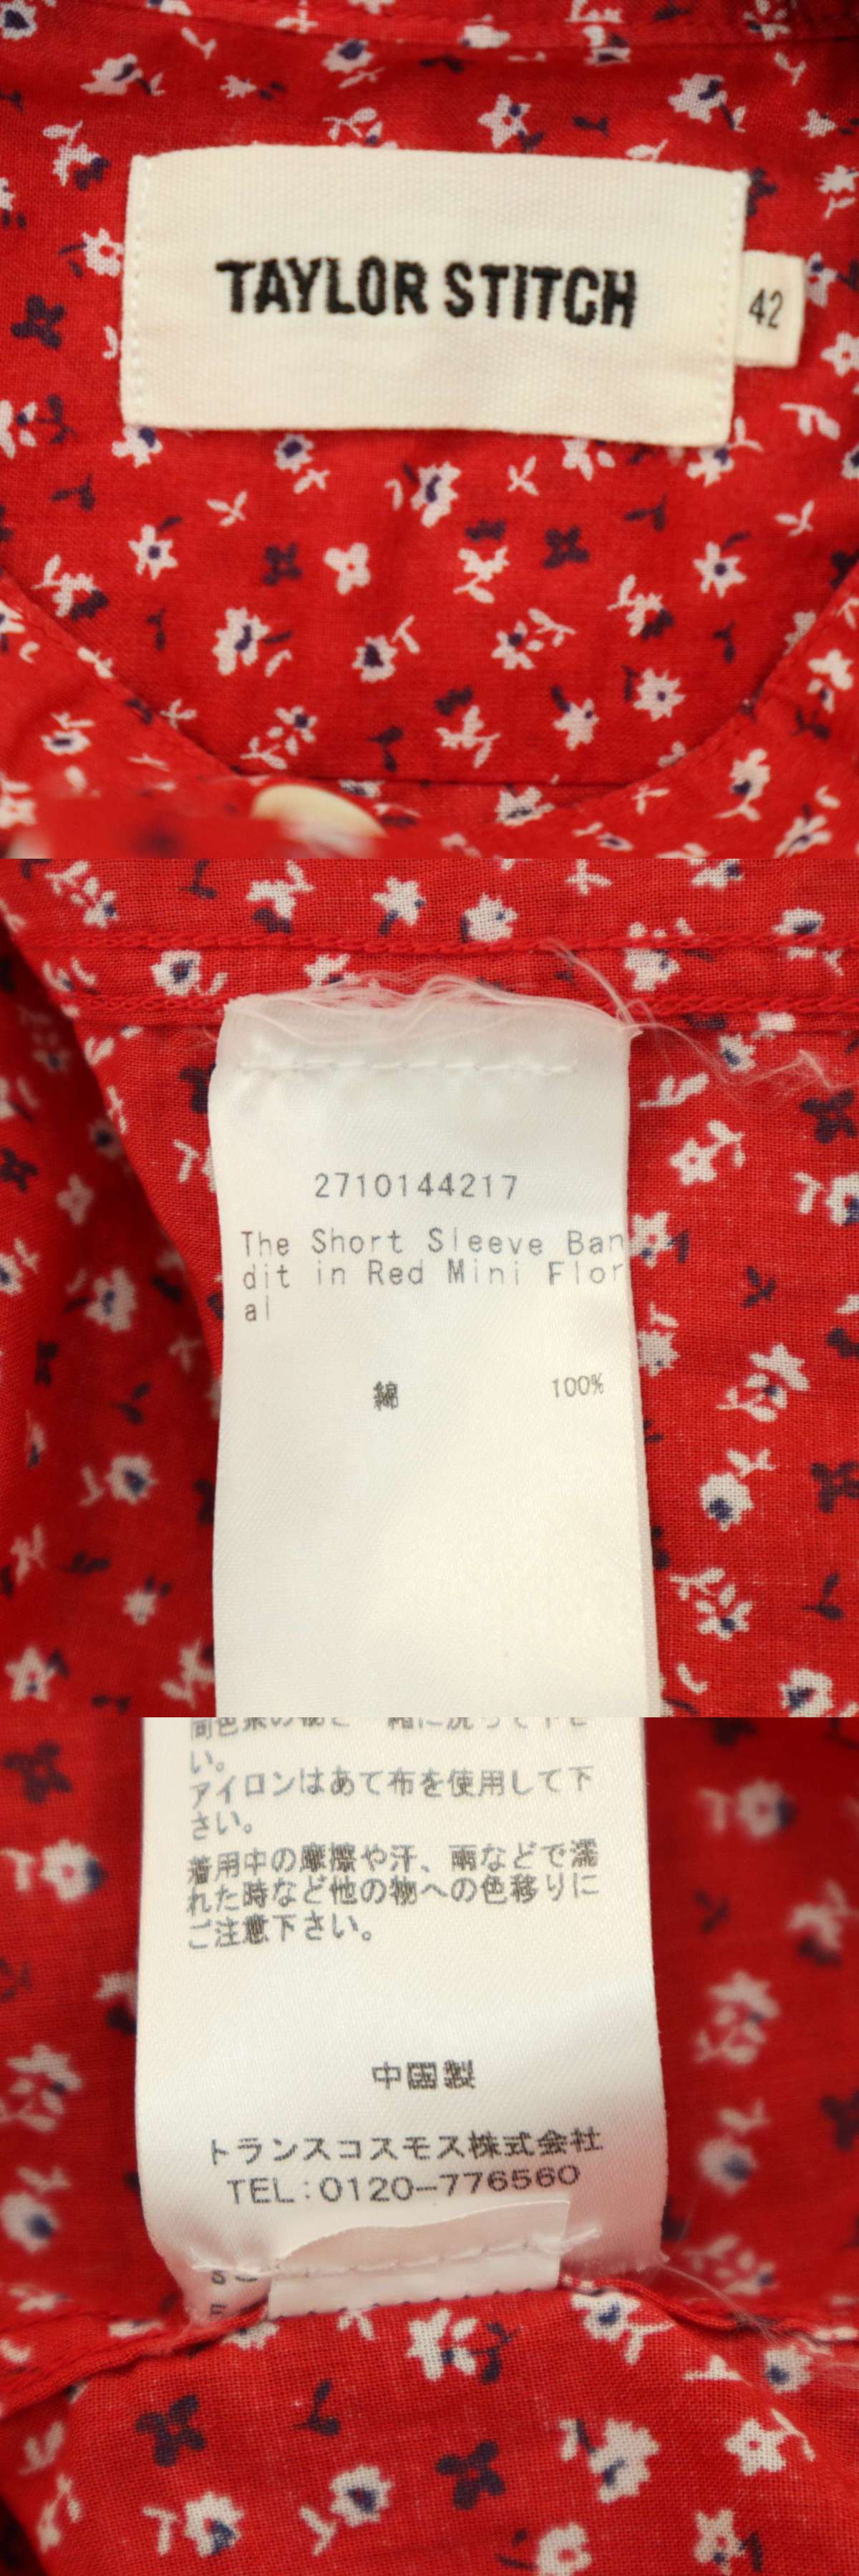 TAYLOR STITCH
42
2710144217
The Short Sleeve Ban
dit in Red Mini Flor
al
綿 100%
い。
アイロンはあて布を使用して下
さい。
着用中の摩擦や汗、雨などで濡
れた時など他の物への色移りに
ご注意下さい。
中国製
トランスコスモス株式会社
TEL:0120-776560